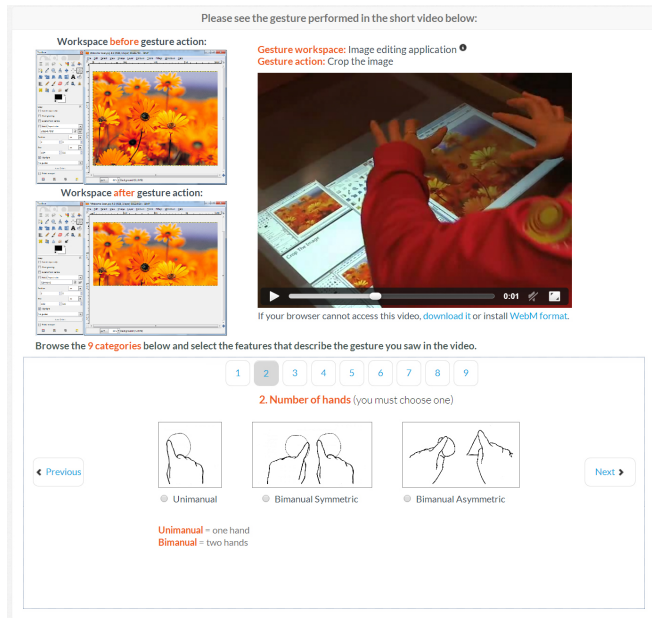 Please see the gesture performed in the short video below:
Workspace before gesture action:
Gesture workspace: Image editing application
Gesture action: Crop the image
Workspace after gesture action:
Crop the image
0:01
If your browser cannot access this video, download it or install WebM format.
Browse the 9 categories below and select the features that describe the gesture you saw in the video.
1 2 3 4 5 6 7 8 9
2. Number of hands (you must choose one)
Previous
Next
Unimanual
Bimanual Symmetric
Bimanual Asymmetric
Unimanual = one hand
Bimanual = two hands